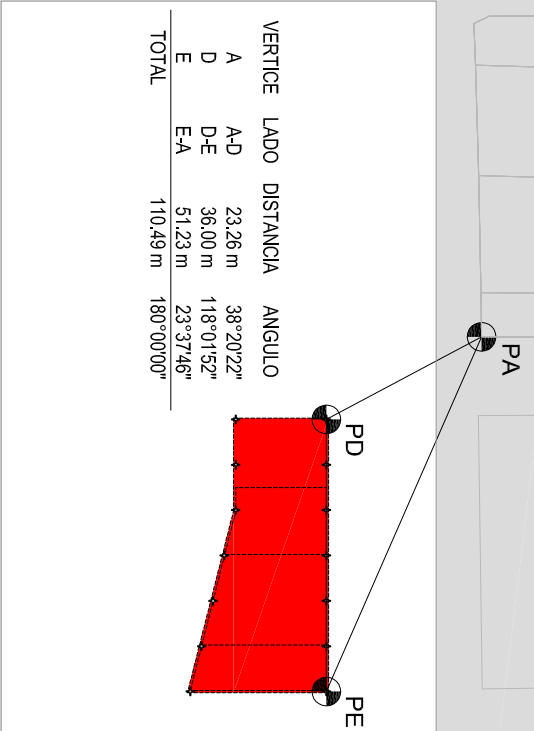 VERTICE LADO DISTANCIA ANGULO
A A-D 23.26 m 38°20'22"
D D-E 36.00 m 118°01'52"
E E-A 51.23 m 23°37'46"
TOTAL 110.49 m 180°00'00"
PA
PD
PE